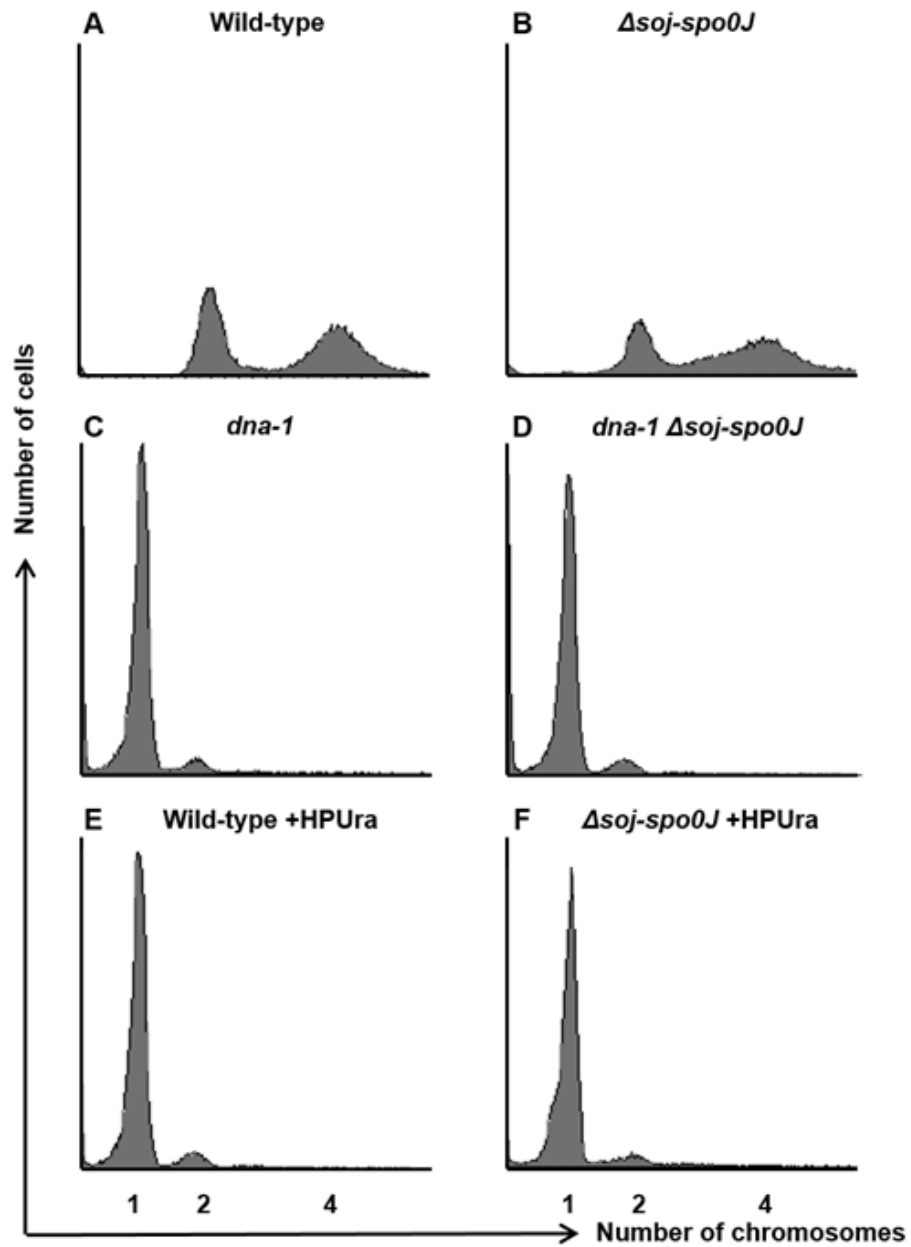 A Wild-type
B Δsoj-spo0J
C dna-1
D dna-1 Δsoj-spo0J
E Wild-type +HPUra
F Δsoj-spo0J +HPUra
Number of cells
1 2 4
1 2 4
Number of chromosomes